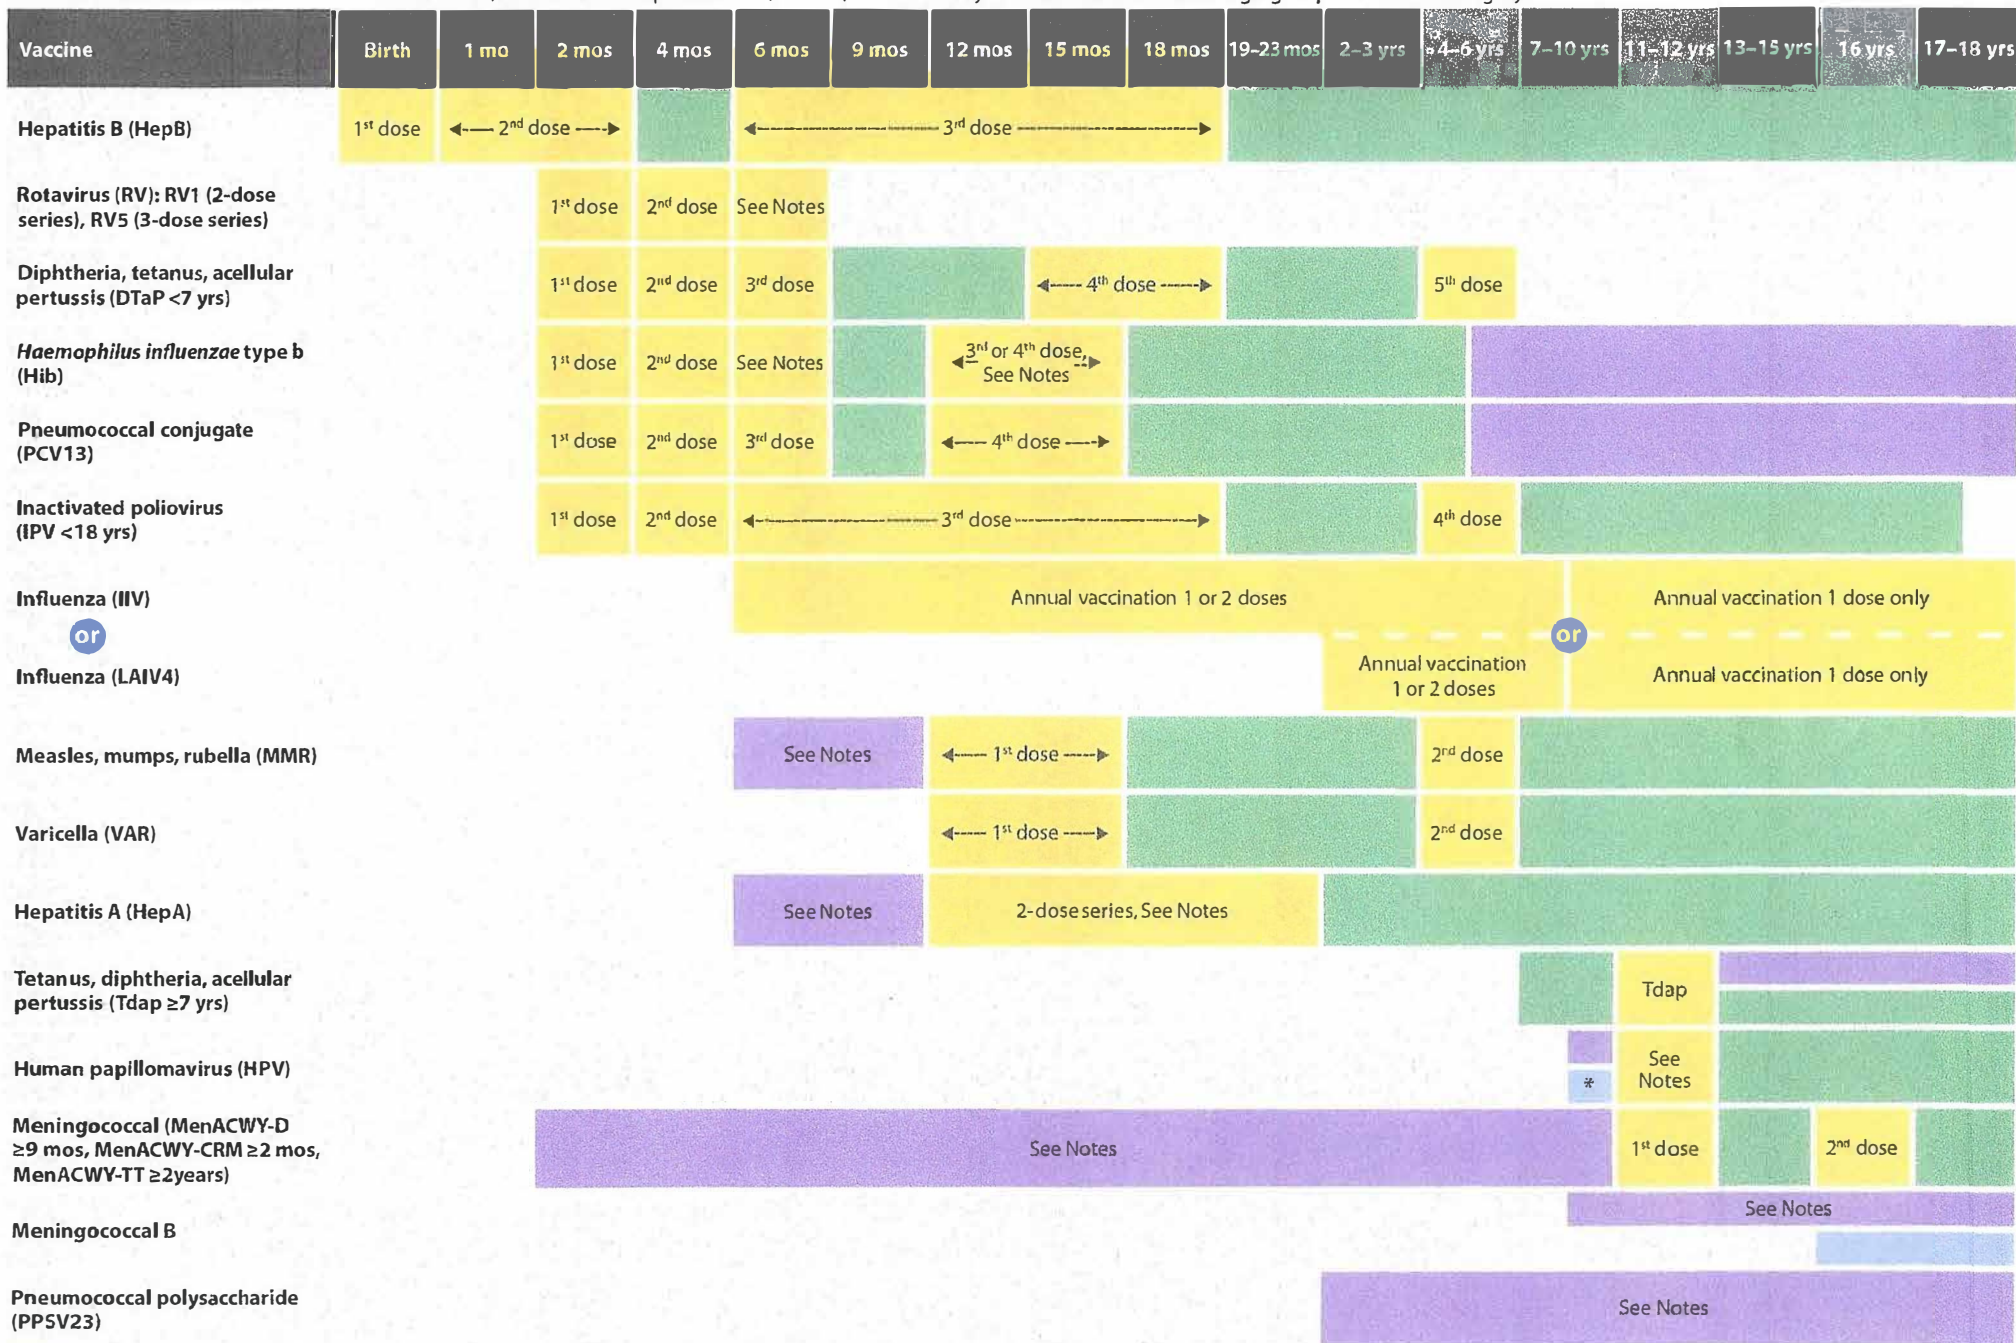 Vaccine Birth 1 mo 2 mos 4 mos 6 mos 9 mos 12 mos 15 mos 18 mos 19–23 mos 2–3 yrs 4–6 yrs 7–10 yrs 11–12 yrs 13–15 yrs 16 yrs 17–18 yrs
Hepatitis B (HepB) 1st dose 2nd dose 3rd dose
Rotavirus (RV): RV1 (2-dose
series), RV5 (3-dose series)
1st dose 2nd dose See Notes
Diphtheria, tetanus, acellular
pertussis (DTaP <7 yrs)
1st dose 2nd dose 3rd dose 4th dose 5th dose
Haemophilus influenzae type b
(Hib)
1st dose 2nd dose See Notes
3rd or 4th dose,
See Notes
Pneumococcal conjugate
(PCV13)
1st dose 2nd dose 3rd dose 4th dose
Inactivated poliovirus
(IPV <18 yrs)
1st dose 2nd dose 3rd dose 4th dose
Influenza (IIV) Annual vaccination 1 or 2 doses Annual vaccination 1 dose only
or or
Influenza (LAIV4)
Annual vaccination
1 or 2 doses
Annual vaccination 1 dose only
Measles, mumps, rubella (MMR) See Notes 1st dose 2nd dose
Varicella (VAR) 1st dose 2nd dose
Hepatitis A (HepA) See Notes 2-dose series, See Notes
Tetanus, diphtheria, acellular
pertussis (Tdap ≥7 yrs)
Tdap
Human papillomavirus (HPV)
*
See
Notes
Meningococcal (MenACWY-D
≥9 mos, MenACWY-CRM ≥2 mos,
MenACWY-TT ≥2years)
See Notes 1st dose 2nd dose
Meningococcal B
See Notes
Pneumococcal polysaccharide
(PPSV23)
See Notes